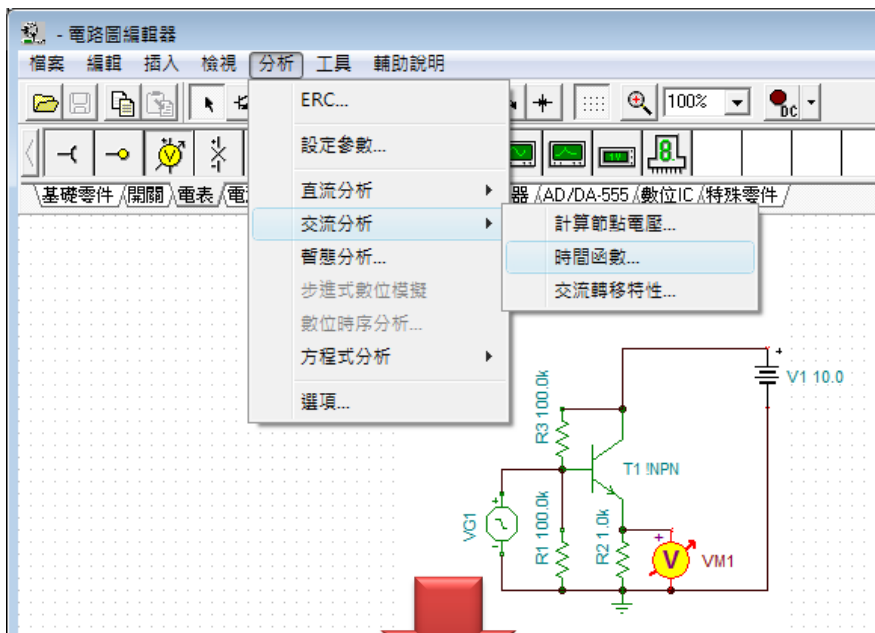 - 電路圖編輯器
檔案 編輯 插入 檢視 分析 工具 輔助說明
100% DC
ERC...
設定參數...
直流分析
交流分析
暫態分析...
步進式數位模擬
數位時序分析...
方程式分析
選項...
1V 8.
基礎零件 開關 電表 器 AD/DA-555 數位IC 特殊零件
計算節點電壓...
時間函數...
交流轉移特性...
V1 10.0
R3 100.0k
T1 !NPN
VG1
R1 100.0k
R2 1.0k
V VM1